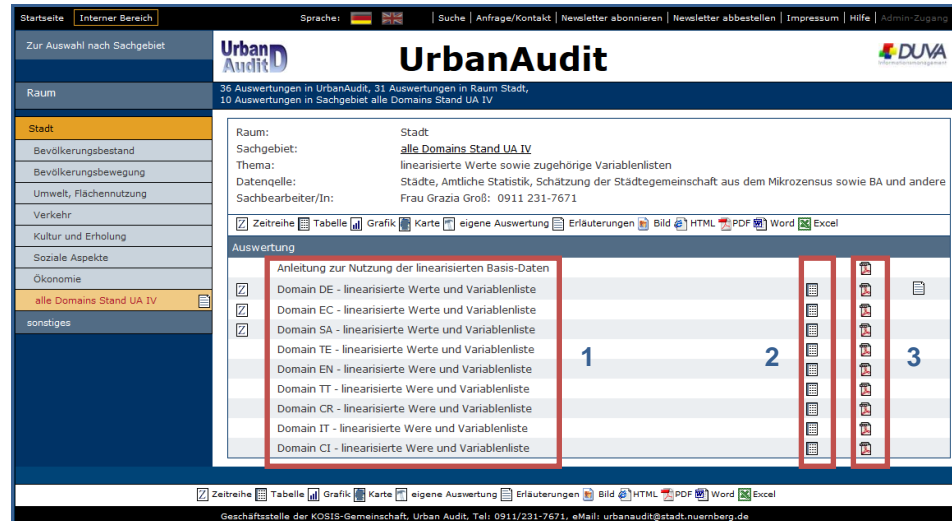 Startseite Interner Bereich Sprache: | Suche | Anfrage/Kontakt | Newsletter abonnieren | Newsletter abbestellen | Impressum | Hilfe | Admin-Zugang
Zur Auswahl nach Sachgebiet
Urban Audit
UrbanAudit
DUVA
Informationsmanagement
Raum
36 Auswertungen in UrbanAudit, 31 Auswertungen in Raum Stadt,
10 Auswertungen in Sachgebiet alle Domains Stand UA IV
Stadt
Bevölkerungsbestand
Bevölkerungsbewegung
Umwelt, Flächennutzung
Verkehr
Kultur und Erholung
Soziale Aspekte
Ökonomie
alle Domains Stand UA IV
sonstiges
Raum: Stadt
Sachgebiet: alle Domains Stand UA IV
Thema: linearisierte Werte sowie zugehörige Variablenlisten
Datenqelle: Städte, Amtliche Statistik, Schätzung der Städtegemeinschaft aus dem Mikrozensus sowie BA und andere
Sachbearbeiter/In: Frau Grazia Groß: 0911 231-7671
Z Zeitreihe Tabelle Grafik Karte eigene Auswertung Erläuterungen Bild HTML PDF Word Excel
Auswertung
Anleitung zur Nutzung der linearisierten Basis-Daten
Z Domain DE - linearisierte Werte und Variablenliste
Z Domain EC - linearisierte Werte und Variablenliste
Z Domain SA - linearisierte Werte und Variablenliste
Domain TE - linearisierte Werte und Variablenliste
Domain EN - linearisierte Were und Variablenliste
Domain TT - linearisierte Were und Variablenliste
Domain CR - linearisierte Were und Variablenliste
Domain IT - linearisierte Were und Variablenliste
Domain CI - linearisierte Were und Variablenliste
1 2 3
Z Zeitreihe Tabelle Grafik Karte eigene Auswertung Erläuterungen Bild HTML PDF Word Excel
Geschäftsstelle der KOSIS-Gemeinschaft, Urban Audit, Tel: 0911/231-7671, eMail: urbanaudit@stadt.nuernberg.de